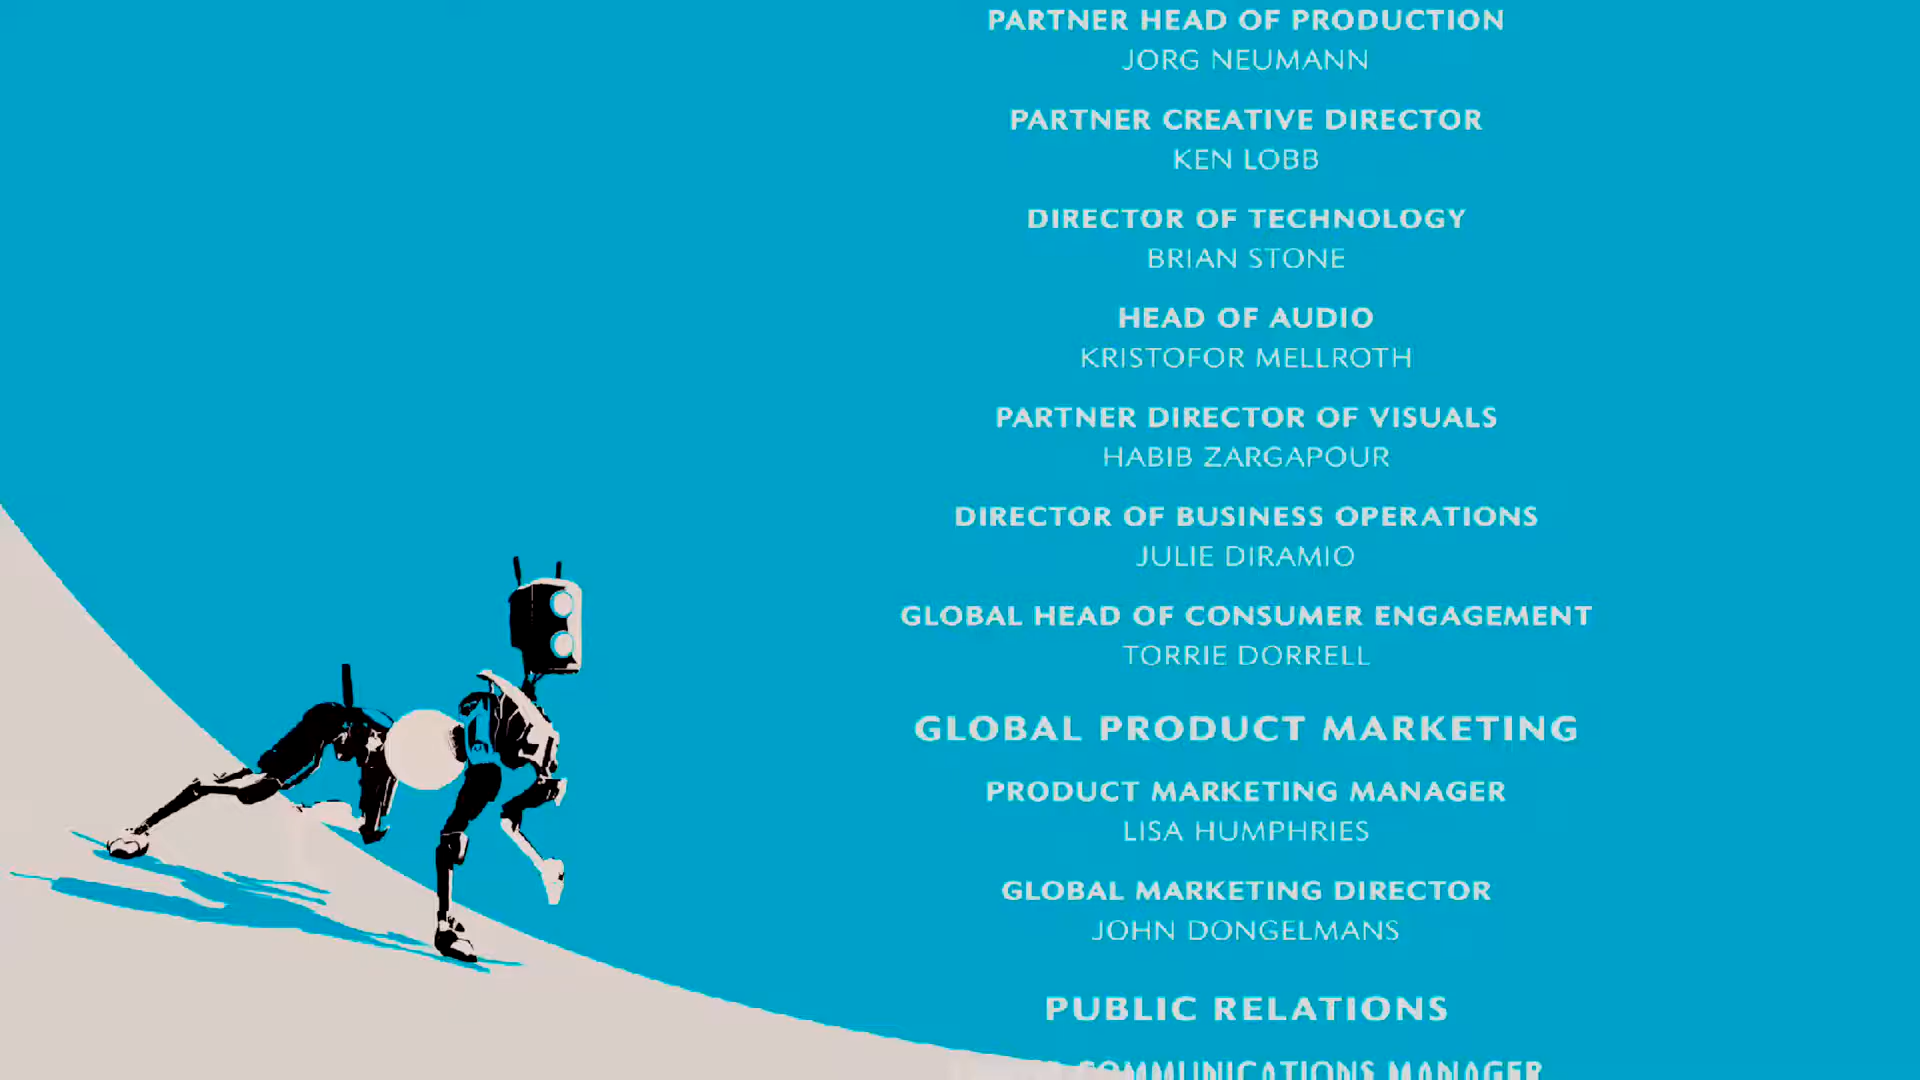 PARTNER HEAD OF PRODUCTION
JORG NEUMANN
PARTNER CREATIVE DIRECTOR
KEN LOBB
DIRECTOR OF TECHNOLOGY
BRIAN STONE
HEAD OF AUDIO
KRISTOFOR MELLROTH
PARTNER DIRECTOR OF VISUALS
HABIB ZARGAPOUR
DIRECTOR OF BUSINESS OPERATIONS
JULIE DIRAMIO
GLOBAL HEAD OF CONSUMER ENGAGEMENT
TORRIE DORRELL
GLOBAL PRODUCT MARKETING
PRODUCT MARKETING MANAGER
LISA HUMPHRIES
GLOBAL MARKETING DIRECTOR
JOHN DONGELMANS
PUBLIC RELATIONS
COMMUNICATIONS MANAGER